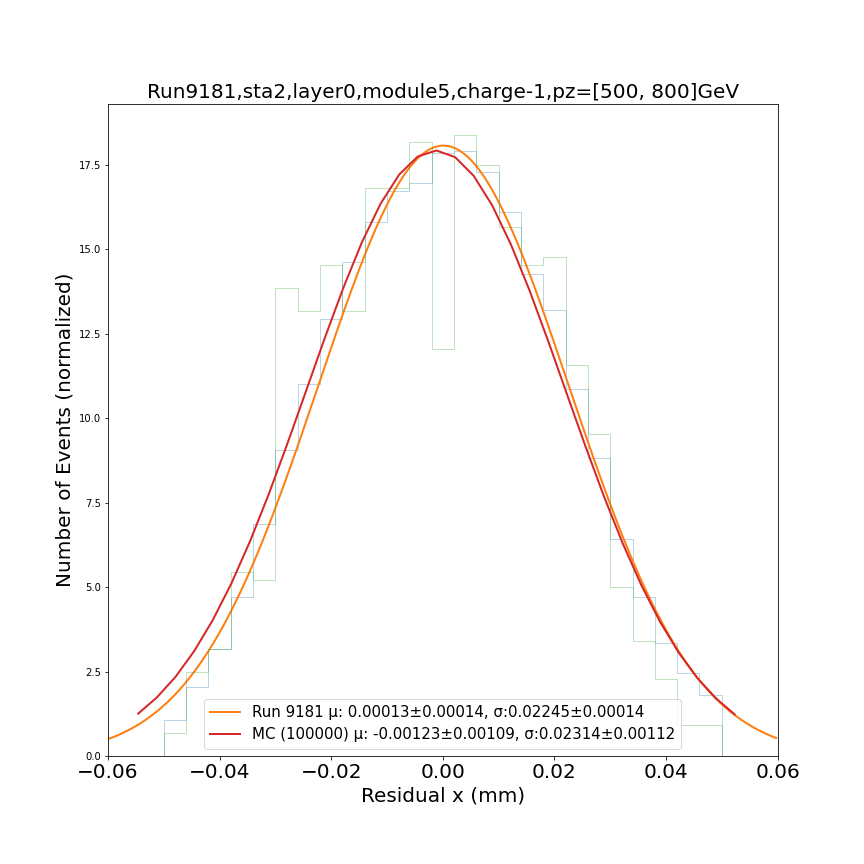 Run9181,sta2,layer0,module5,charge-1,pz=[500, 800]GeV
Number of Events (normalized)
17.5
15.0
12.5
10.0
7.5
5.0
2.5
0.0
Run 9181 μ: 0.00013±0.00014, σ:0.02245±0.00014
MC (100000) μ: -0.00123±0.00109, σ:0.02314±0.00112
−0.06 −0.04 −0.02 0.00 0.02 0.04 0.06
Residual x (mm)